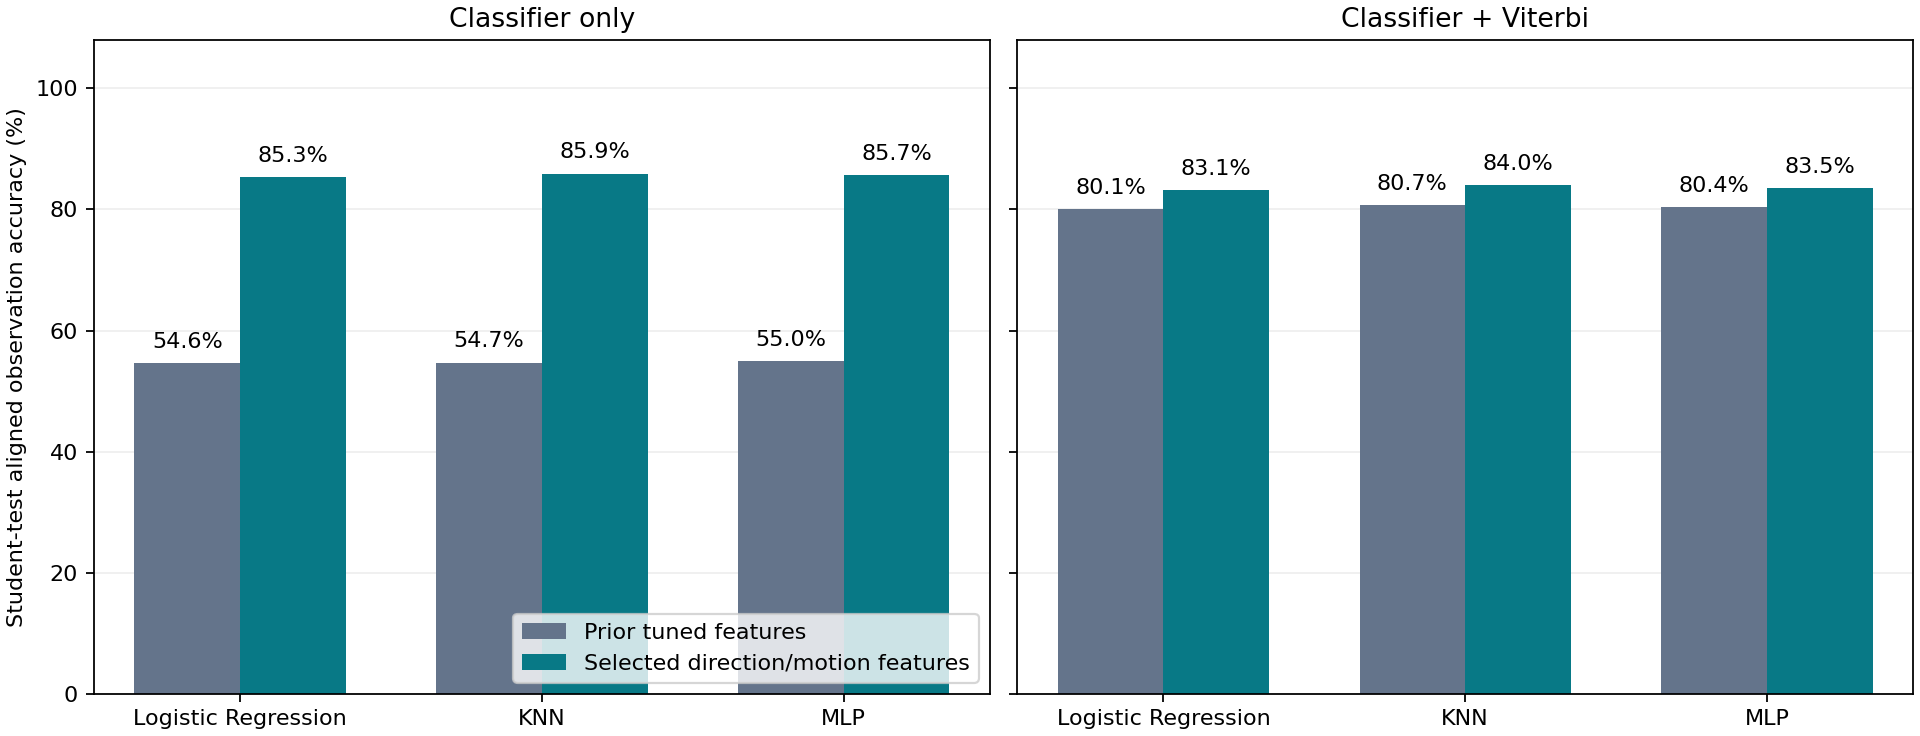 Classifier only
Classifier + Viterbi
Student-test aligned observation accuracy (%)
100
80
60
40
20
0
54.6%
85.3%
54.7%
85.9%
55.0%
85.7%
Prior tuned features
Selected direction/motion features
Logistic Regression
KNN
MLP
80.1%
83.1%
80.7%
84.0%
80.4%
83.5%
Logistic Regression
KNN
MLP